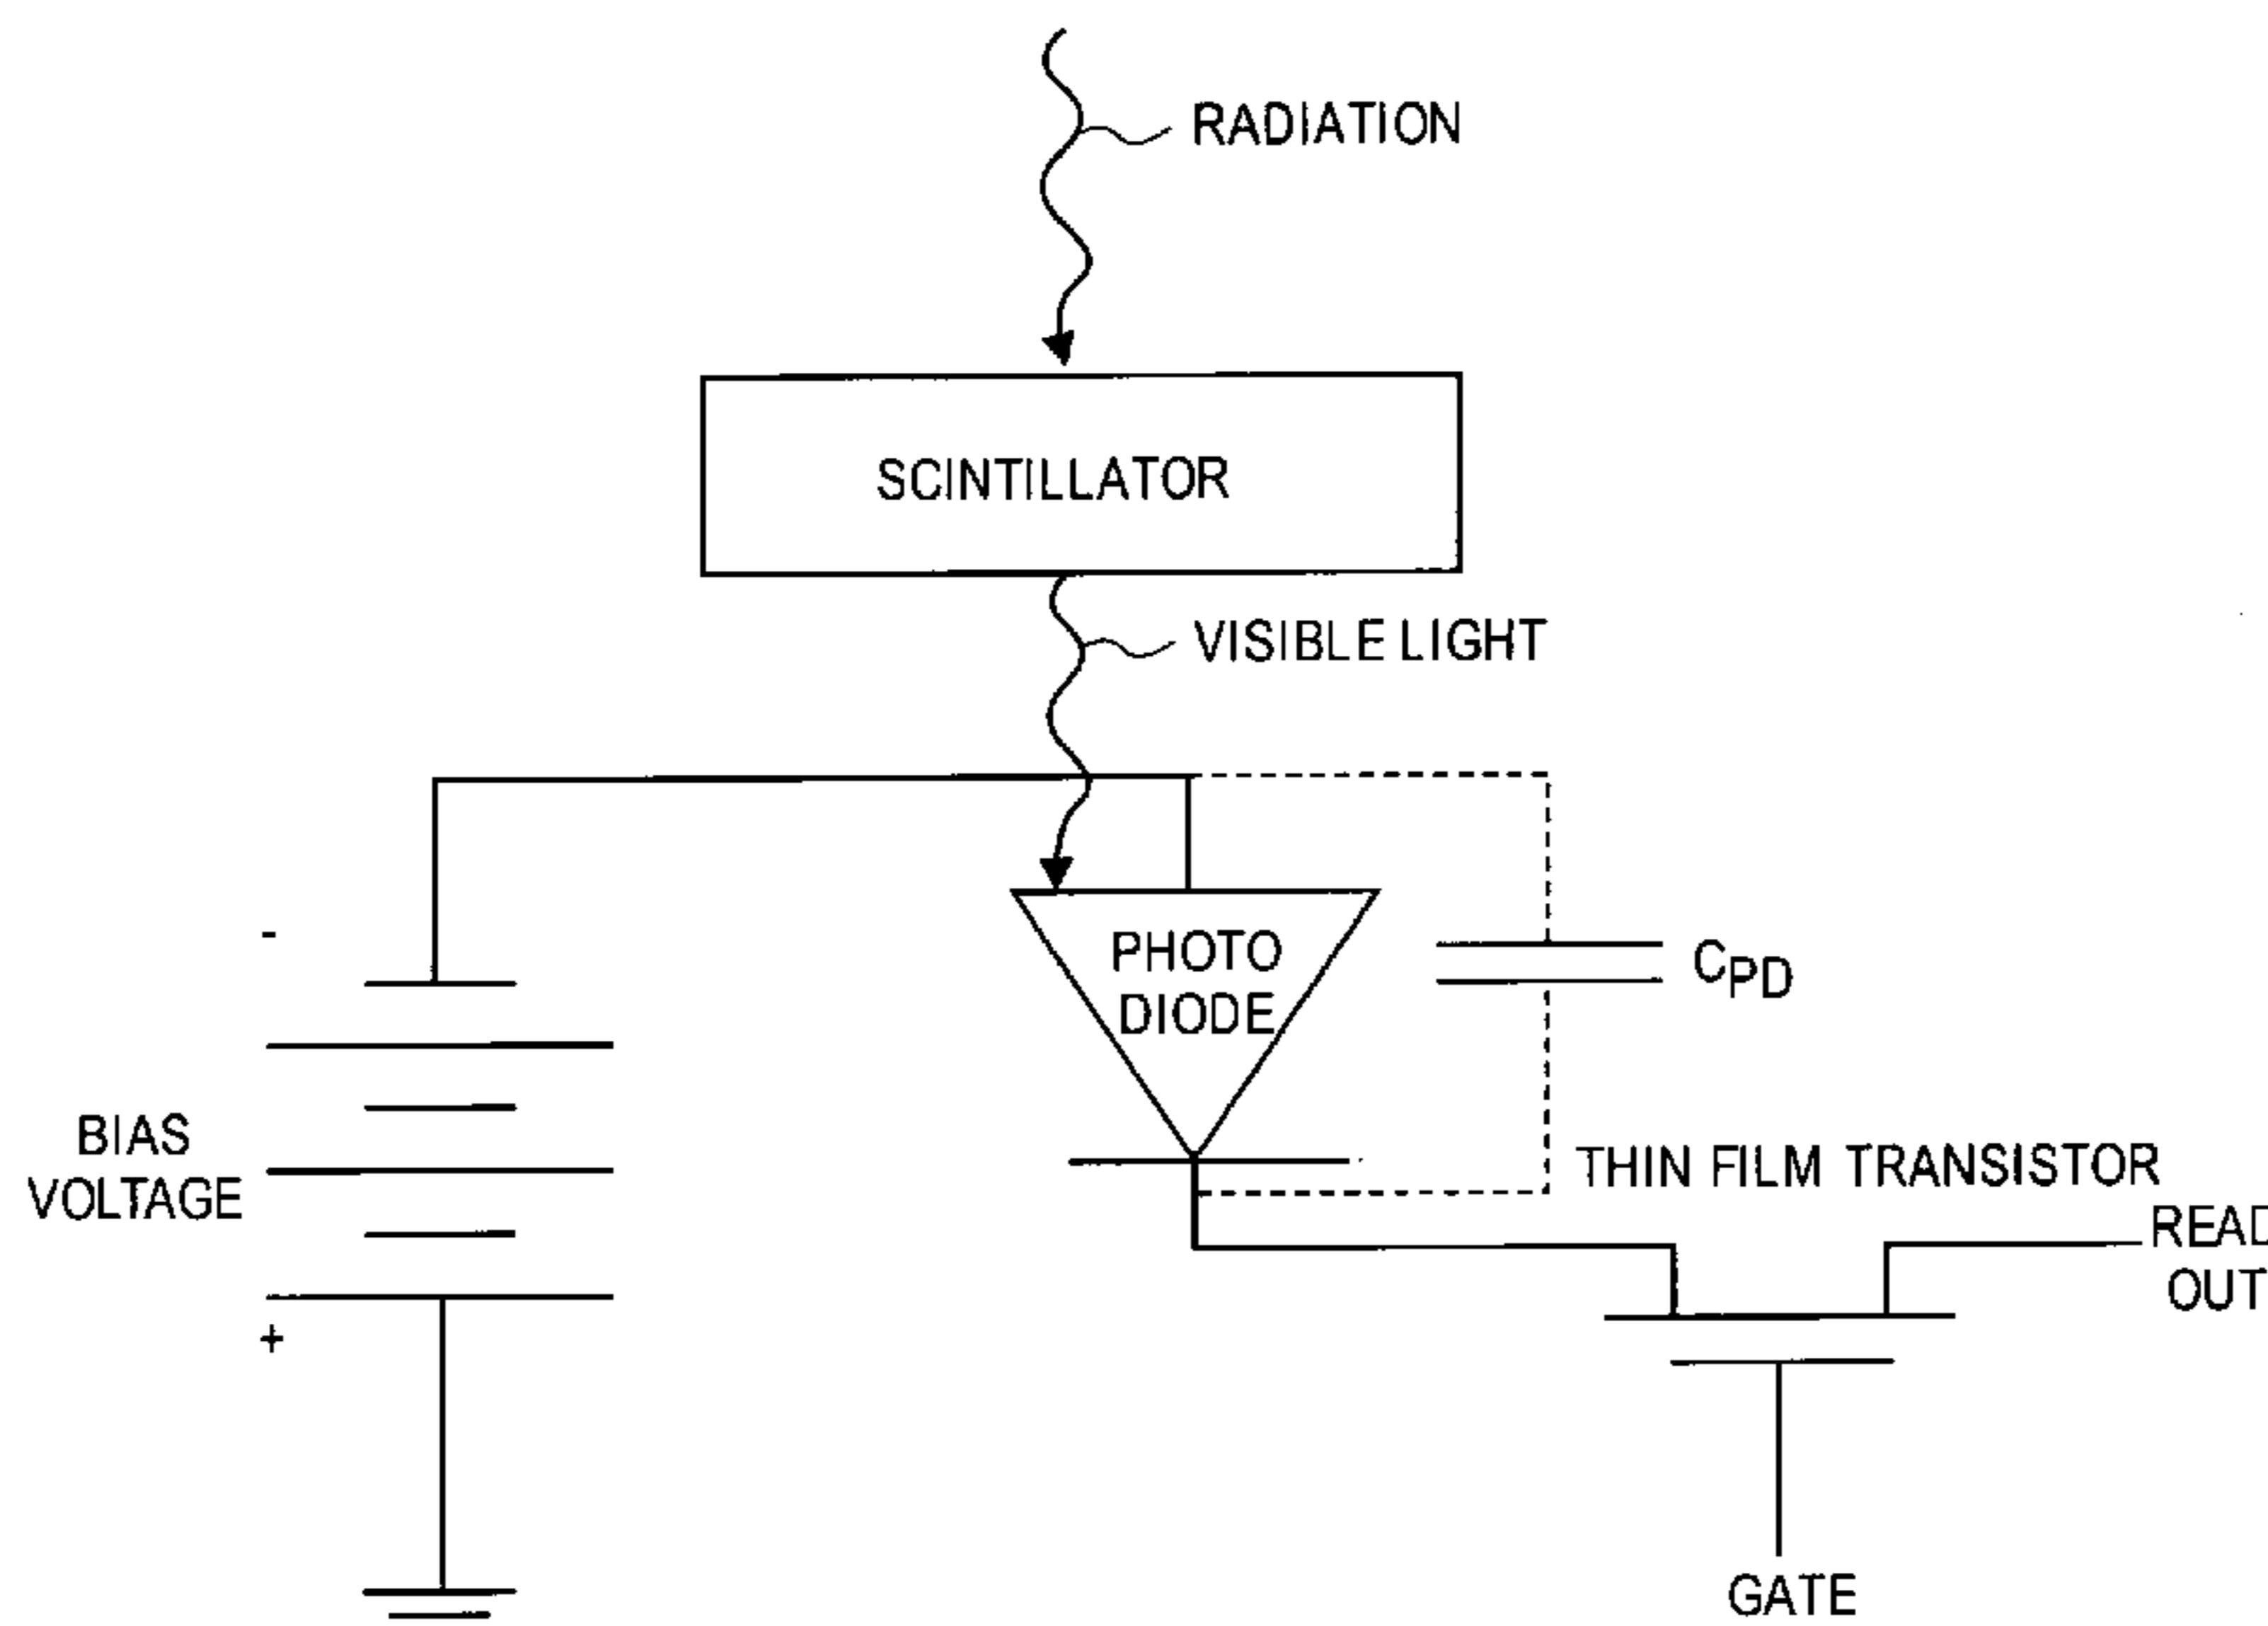 RADIATION
SCINTILLATOR
VISIBLE LIGHT
-
PHOTO
DIODE
CPD
BIAS
VOLTAGE
THIN FILM TRANSISTOR
READ
OUT
+
GATE